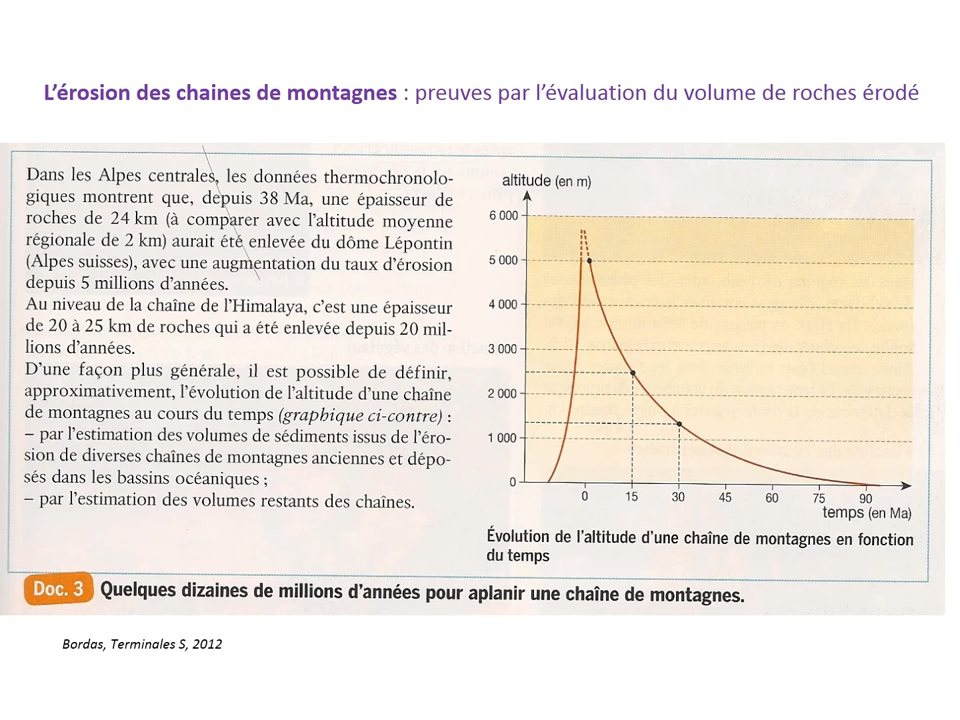 L'érosion des chaines de montagnes : preuves par l'évaluation du volume de roches érodé
Dans les Alpes centrales, les données thermochronolo-
giques montrent que, depuis 38 Ma, une épaisseur de
roches de 24 km (à comparer avec l'altitude moyenne
régionale de 2 km) aurait été enlevée du dôme Lépontin
(Alpes suisses), avec une augmentation du taux d'érosion
depuis 5 millions d'années.
Au niveau de la chaîne de l'Himalaya, c'est une épaisseur
de 20 à 25 km de roches qui a été enlevée depuis 20 mil-
lions d'années.
D'une façon plus générale, il est possible de définir,
approximativement, l'évolution de l'altitude d'une chaîne
de montagnes au cours du temps (graphique ci-contre) :
– par l'estimation des volumes de sédiments issus de l'éro-
sion de diverses chaînes de montagnes anciennes et dépo-
sés dans les bassins océaniques ;
– par l'estimation des volumes restants des chaînes.
altitude (en m)
6 000
5 000
4 000
3 000
2 000
1 000
0
0 15 30 45 60 75 90
temps (en Ma)
Évolution de l'altitude d'une chaîne de montagnes en fonction
du temps
Doc. 3 Quelques dizaines de millions d'années pour aplanir une chaîne de montagnes.
Bordas, Terminales S, 2012